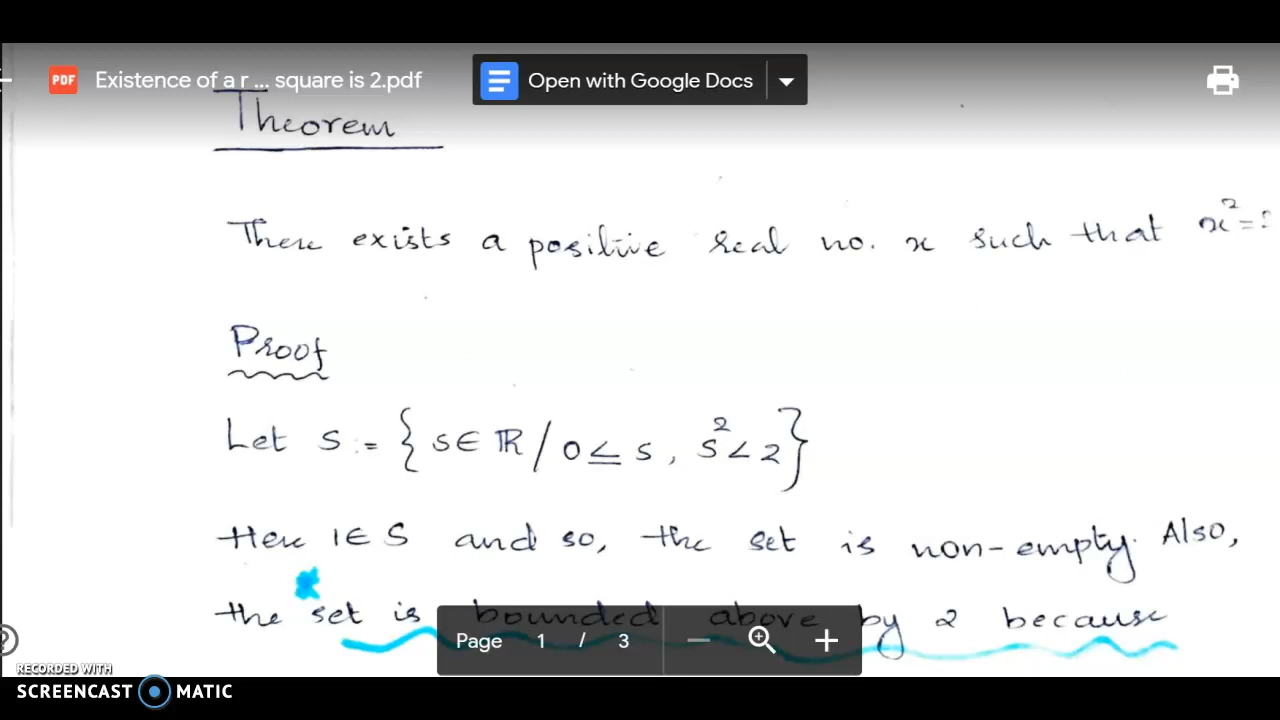 PDF Existence of a r ... square is 2.pdf Open with Google Docs
Theorem
There exists a positive real no. x such that x² =
Proof
Let S := { s ∈ ℝ / 0 ≤ s, s² < 2 }
Here 1 ∈ S and so, the set is non-empty. Also,
the set is bounded above by 2 because
Page 1 / 3
RECORDED WITH
SCREENCAST MATIC